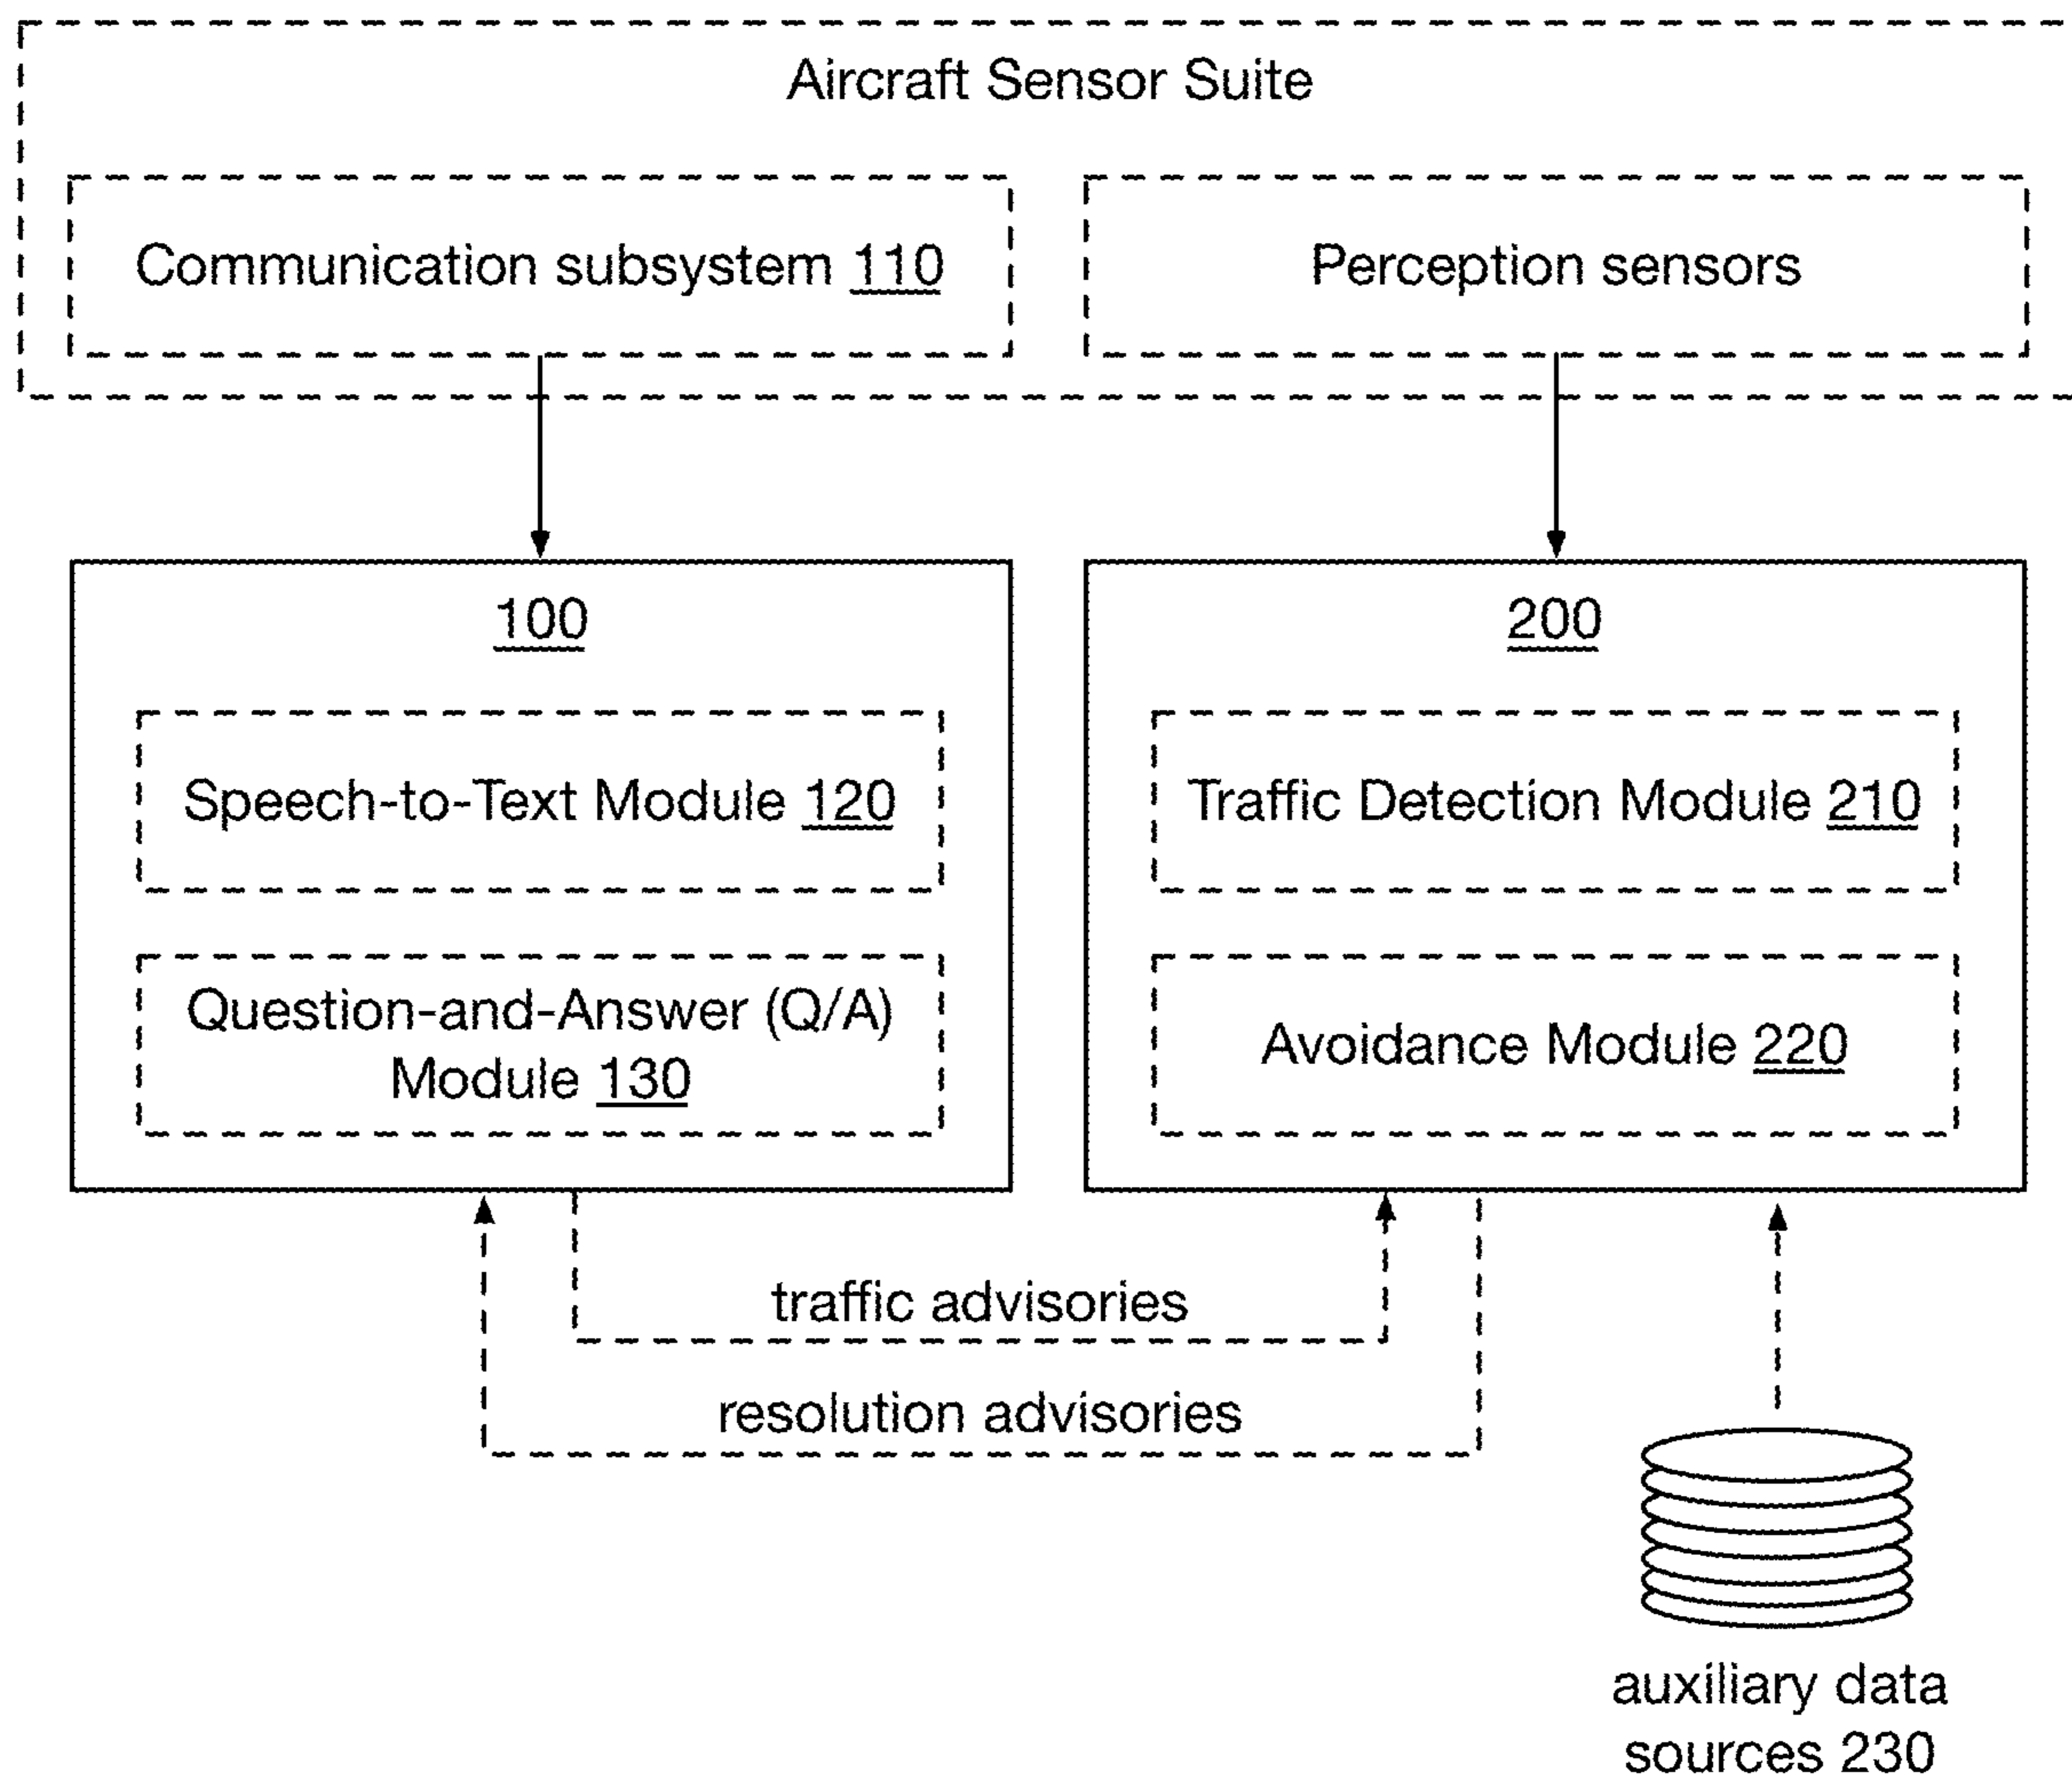 Aircraft Sensor Suite
Communication subsystem 110
Perception sensors
100
Speech-to-Text Module 120
Question-and-Answer (Q/A)
Module 130
200
Traffic Detection Module 210
Avoidance Module 220
traffic advisories
resolution advisories
auxiliary data
sources 230